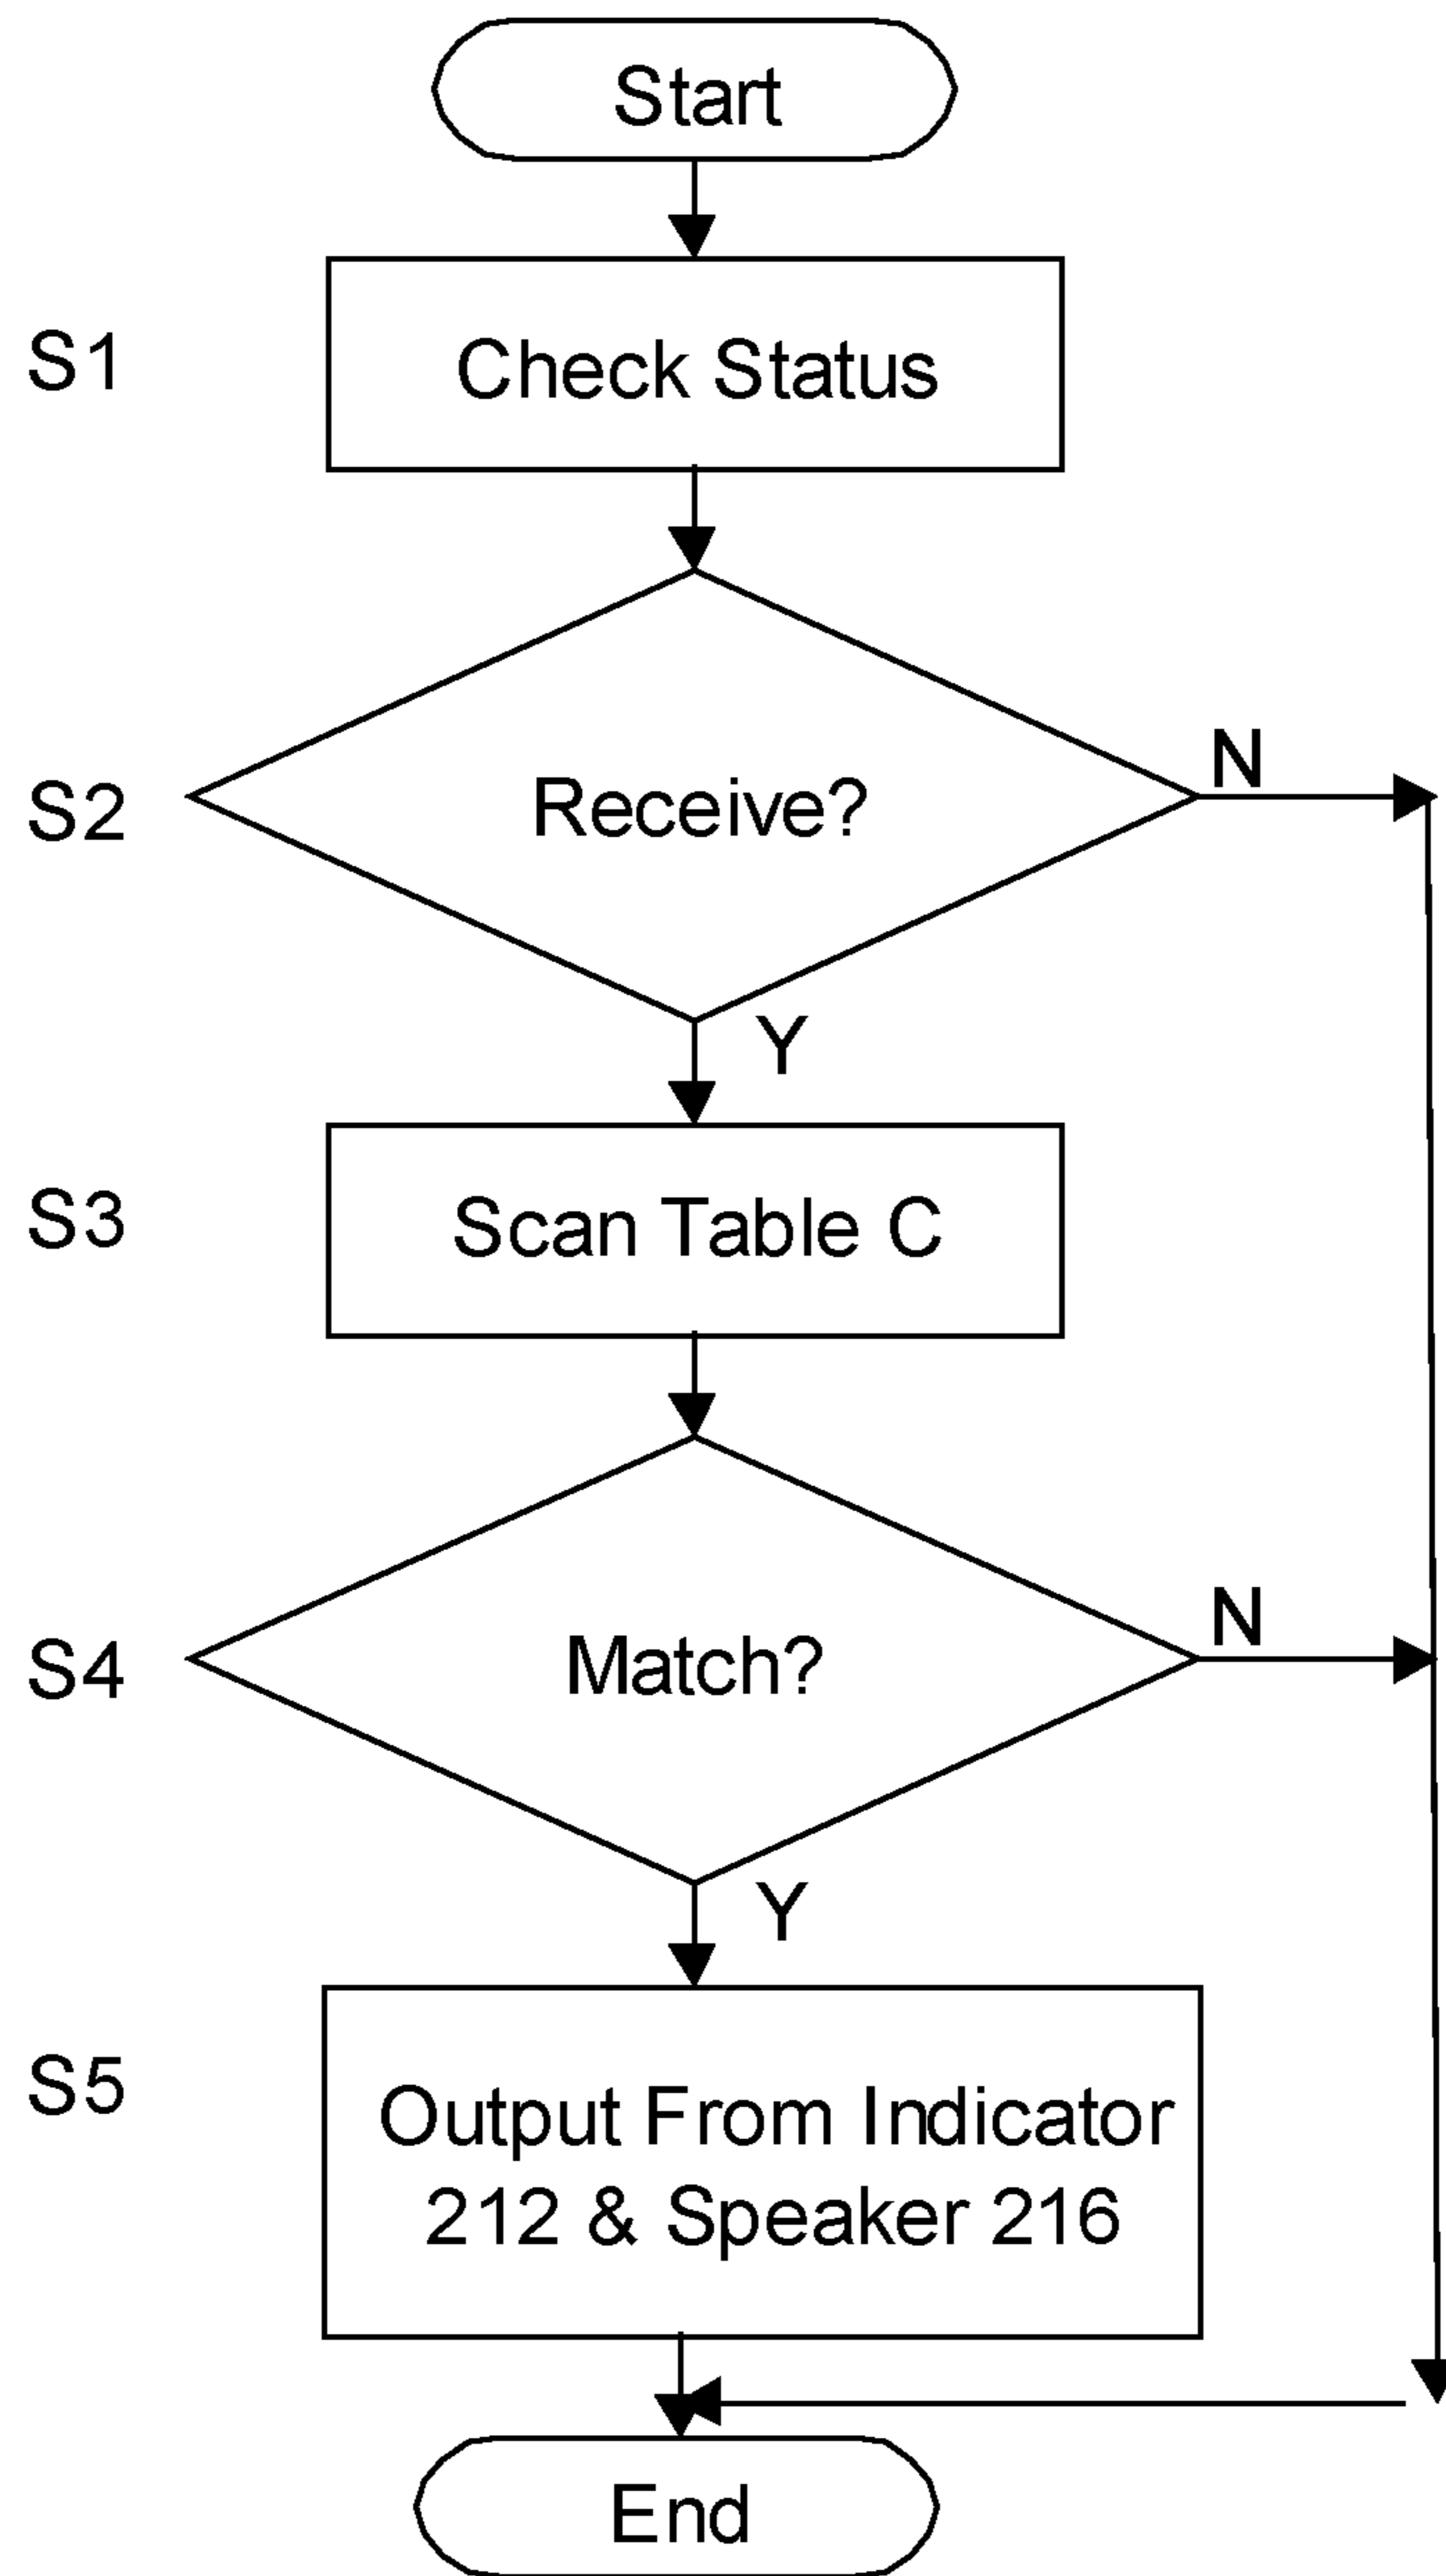 Start
S1
Check Status
S2
Receive?
N
Y
S3
Scan Table C
S4
Match?
N
Y
S5
Output From Indicator
212 & Speaker 216
End